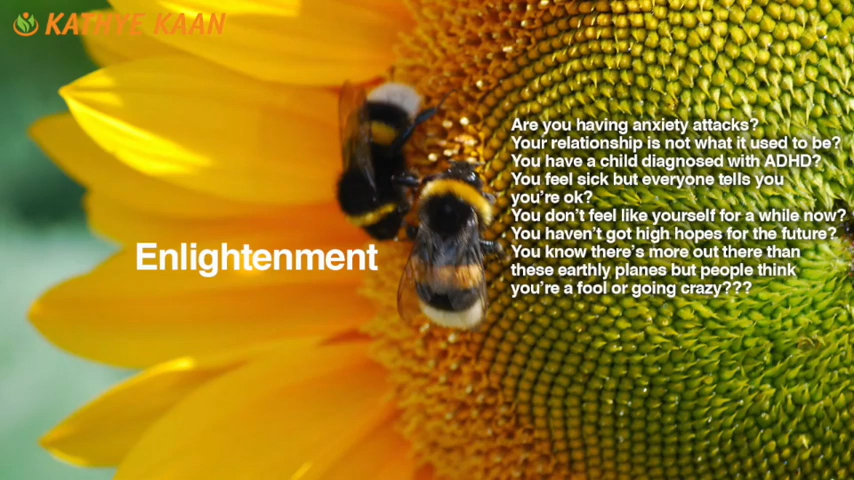 KATHYE KAAN
Enlightenment
Are you having anxiety attacks?
Your relationship is not what it used to be?
You have a child diagnosed with ADHD?
You feel sick but everyone tells you
you're ok?
You don't feel like yourself for a while now?
You haven't got high hopes for the future?
You know there's more out there than
these earthly planes but people think
you're a fool or going crazy???